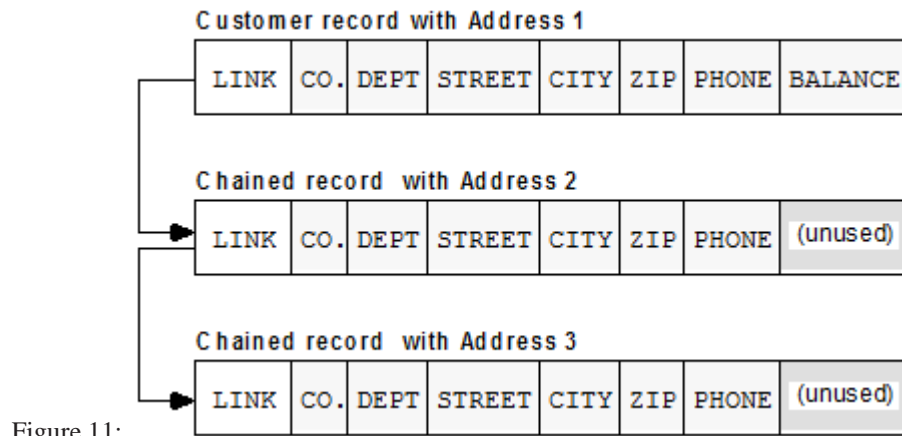 Customer record with Address 1
LINK CO. DEPT STREET CITY ZIP PHONE BALANCE
Chained record with Address 2
LINK CO. DEPT STREET CITY ZIP PHONE (unused)
Chained record with Address 3
LINK CO. DEPT STREET CITY ZIP PHONE (unused)
Figure 11: